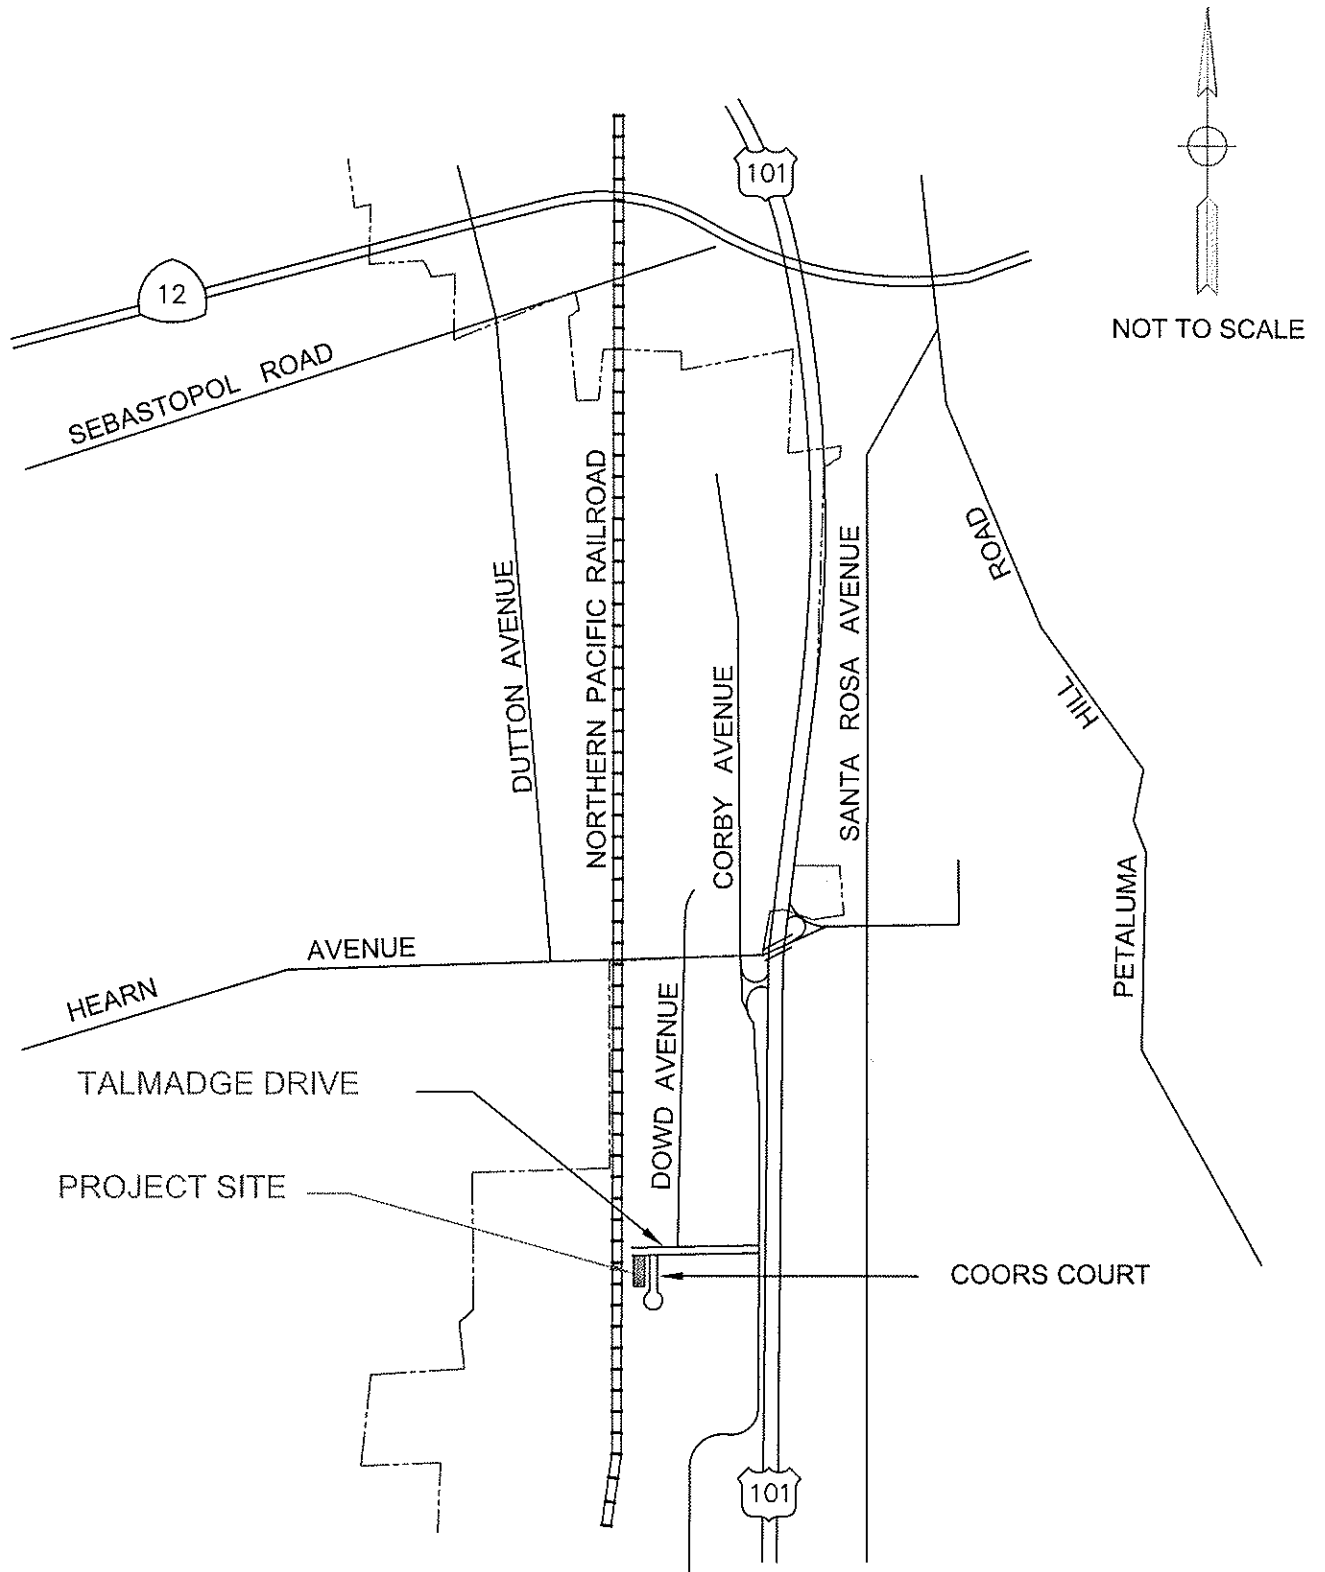 101
12
NOT TO SCALE
SEBASTOPOL ROAD
NORTHERN PACIFIC RAILROAD
DUTTON AVENUE
CORBY AVENUE
SANTA ROSA AVENUE
ROAD
HILL
PETALUMA
AVENUE
HEARN
DOWD AVENUE
TALMADGE DRIVE
PROJECT SITE
COORS COURT
101